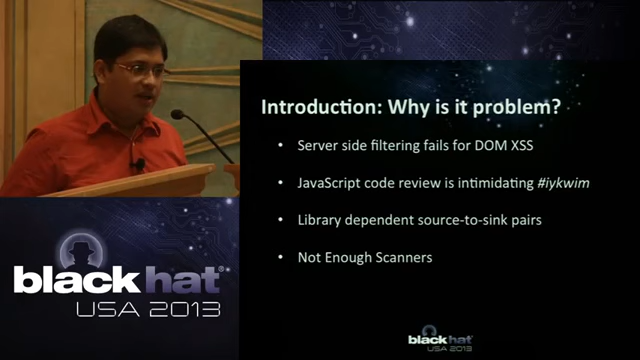 Introduction: Why is it problem?
• Server side filtering fails for DOM XSS
• JavaScript code review is intimidating #iykwim
• Library dependent source-to-sink pairs
• Not Enough Scanners
black hat®
USA 2013
black hat
USA 2013